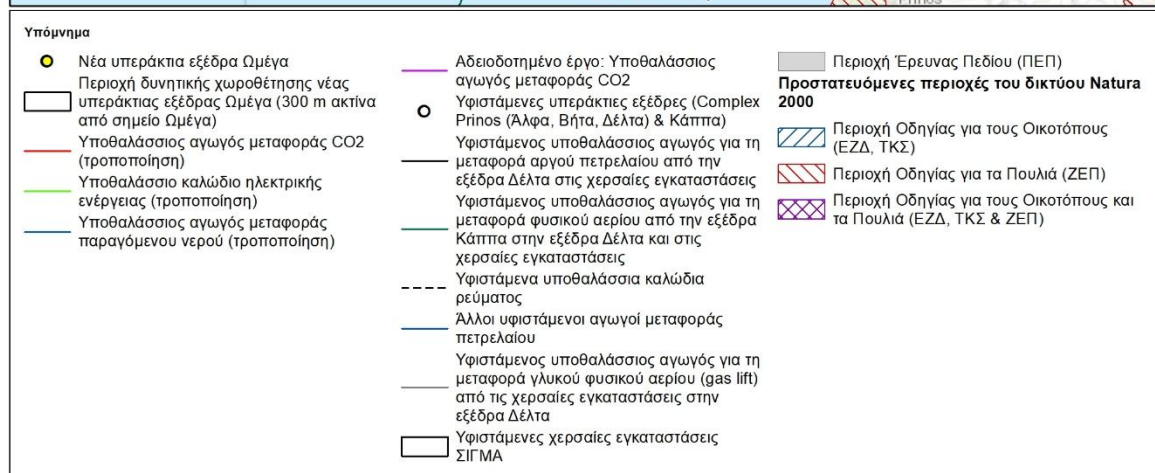 Prinos
Υπόμνημα
Νέα υπεράκτια εξέδρα Ωμέγα
Περιοχή δυνητικής χωροθέτησης νέας
υπεράκτιας εξέδρας Ωμέγα (300 m ακτίνα
από σημείο Ωμέγα)
Υποθαλάσσιος αγωγός μεταφοράς CO2
(τροποποίηση)
Υποθαλάσσιο καλώδιο ηλεκτρικής
ενέργειας (τροποποίηση)
Υποθαλάσσιος αγωγός μεταφοράς
παραγόμενου νερού (τροποποίηση)
Αδειοδοτημένο έργο: Υποθαλάσσιος
αγωγός μεταφοράς CO2
Υφιστάμενες υπεράκτιες εξέδρες (Complex
Prinos (Άλφα, Βήτα, Δέλτα) & Κάππα)
Υφιστάμενος υποθαλάσσιος αγωγός για τη
μεταφορά αργού πετρελαίου από την
εξέδρα Δέλτα στις χερσαίες εγκαταστάσεις
Υφιστάμενος υποθαλάσσιος αγωγός για τη
μεταφορά φυσικού αερίου από την εξέδρα
Κάππα στην εξέδρα Δέλτα και στις
χερσαίες εγκαταστάσεις
Υφιστάμενα υποθαλάσσια καλώδια
ρεύματος
Άλλοι υφιστάμενοι αγωγοί μεταφοράς
πετρελαίου
Υφιστάμενος υποθαλάσσιος αγωγός για τη
μεταφορά γλυκού φυσικού αερίου (gas lift)
από τις χερσαίες εγκαταστάσεις στην
εξέδρα Δέλτα
Υφιστάμενες χερσαίες εγκαταστάσεις
ΣΙΓΜΑ
Περιοχή Έρευνας Πεδίου (ΠΕΠ)
Προστατευόμενες περιοχές του δικτύου Natura
2000
Περιοχή Οδηγίας για τους Οικοτόπους
(ΕΖΔ, ΤΚΣ)
Περιοχή Οδηγίας για τα Πουλιά (ΖΕΠ)
Περιοχή Οδηγίας για τους Οικοτόπους και
τα Πουλιά (ΕΖΔ, ΤΚΣ & ΖΕΠ)